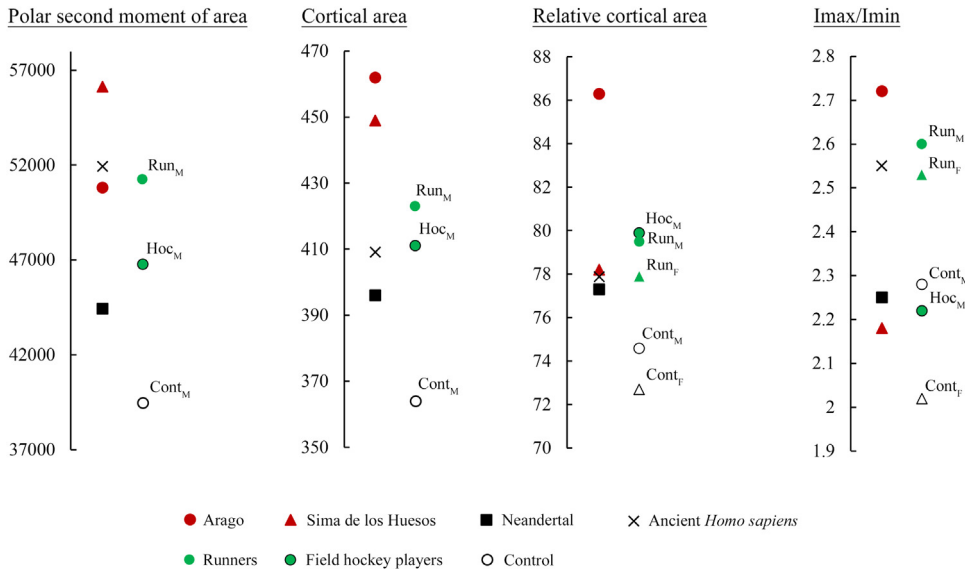 Polar second moment of area
57000
52000
47000
42000
37000
Run_M
Hoc_M
Cont_M
Cortical area
470
450
430
410
390
370
350
Run_M
Hoc_M
Cont_M
Relative cortical area
88
86
84
82
80
78
76
74
72
70
Hoc_M
Run_M
Run_F
Cont_M
Cont_F
Imax/Imin
2.8
2.7
2.6
2.5
2.4
2.3
2.2
2.1
2
1.9
Run_M
Run_F
Cont_M
Hoc_M
Cont_F
Arago Sima de los Huesos Neandertal Ancient Homo sapiens
Runners Field hockey players Control